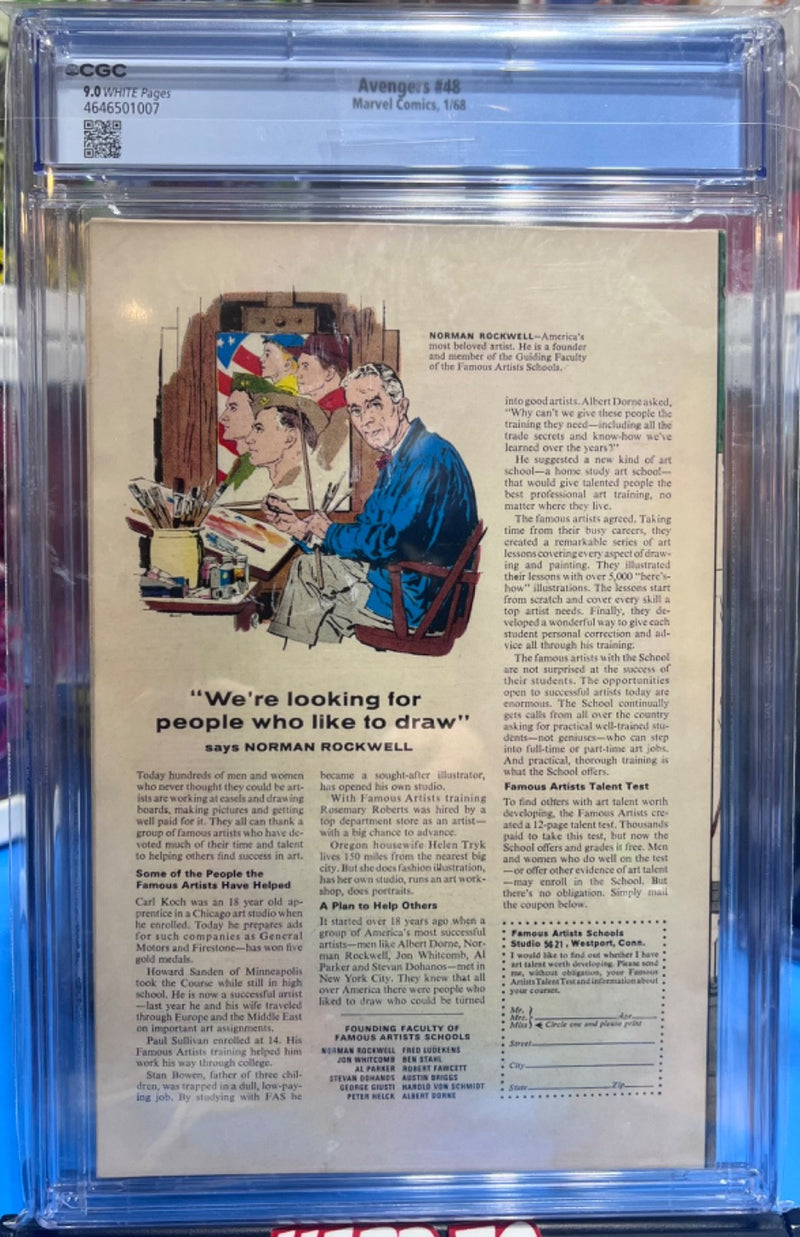 CGC
9.0 WHITE Pages
4646501007
Avengers #48
Marvel Comics, 1/68
NORMAN ROCKWELL—America's
most beloved artist. He is a founder
and member of the Guiding Faculty
of the Famous Artists Schools.
"We're looking for
people who like to draw"
says NORMAN ROCKWELL
Today hundreds of men and women
who never thought they could be art-
ists are working at easels and drawing
boards, making pictures and getting
well paid for it. They all can thank a
group of famous artists who have de-
voted much of their time and talent
to helping others find success in art.
Some of the People the
Famous Artists Have Helped
Carl Koch was an 18 year old ap-
prentice in a Chicago art studio when
he enrolled. Today he prepares ads
for such companies as General
Motors and Firestone—has won five
gold medals.
Howard Sanden of Minneapolis
took the Course while still in high
school. He is now a successful artist
—last year he and his wife traveled
through Europe and the Middle East
on important art assignments.
Paul Sullivan enrolled at 14. His
Famous Artists training helped him
work his way through college.
Stan Bowen, father of three chil-
dren, was trapped in a dull, low-pay-
ing job. By studying with FAS he
became a sought-after illustrator,
has opened his own studio.
With Famous Artists training
Rosemary Roberts was hired by a
top department store as an artist—
with a big chance to advance.
Oregon housewife Helen Tryk
lives 150 miles from the nearest big
city. But she does fashion illustration,
has her own studio, runs an art work-
shop, does portraits.
A Plan to Help Others
It started over 18 years ago when a
group of America's most successful
artists—men like Albert Dorne, Nor-
man Rockwell, Jon Whitcomb, Al
Parker and Stevan Dohanos—met in
New York City. They knew that all
over America there were people who
liked to draw who could be turned
FOUNDING FACULTY OF
FAMOUS ARTISTS SCHOOLS
NORMAN ROCKWELL FRED LUDEKENS
JON WHITCOMB BEN STAHL
AL PARKER ROBERT FAWCETT
STEVAN DOHANOS AUSTIN BRIGGS
GEORGE GIUSTI HAROLD VON SCHMIDT
PETER HELCK ALBERT DORNE
into good artists. Albert Dorne asked,
"Why can't we give these people the
training they need—including all the
trade secrets and know-how we've
learned over the years?"
He suggested a new kind of art
school—a home study art school—
that would give talented people the
best professional art training, no
matter where they live.
The famous artists agreed. Taking
time from their busy careers, they
created a remarkable series of art
lessons covering every aspect of draw-
ing and painting. They illustrated
their lessons with over 5,000 "here's-
how" illustrations. The lessons start
from scratch and cover every skill a
top artist needs. Finally, they de-
veloped a wonderful way to give each
student personal correction and ad-
vice all through his training.
The famous artists with the School
are not surprised at the success of
their students. The opportunities
open to successful artists today are
enormous. The School continually
gets calls from all over the country
asking for practical well-trained stu-
dents—not geniuses—who can step
into full-time or part-time art jobs.
And practical, thorough training is
what the School offers.
Famous Artists Talent Test
To find others with art talent worth
developing, the Famous Artists cre-
ated a 12-page talent test. Thousands
paid to take this test, but now the
School offers and grades it free. Men
and women who do well on the test
—or offer other evidence of art talent
—may enroll in the School. But
there's no obligation. Simply mail
the coupon below.
Famous Artists Schools
Studio 5621, Westport, Conn.
I would like to find out whether I have
art talent worth developing. Please send
me, without obligation, your Famous
Artists Talent Test and information about
your courses.
Mr.
Mrs. Age
Miss Circle one and please print
Street
City
State Zip